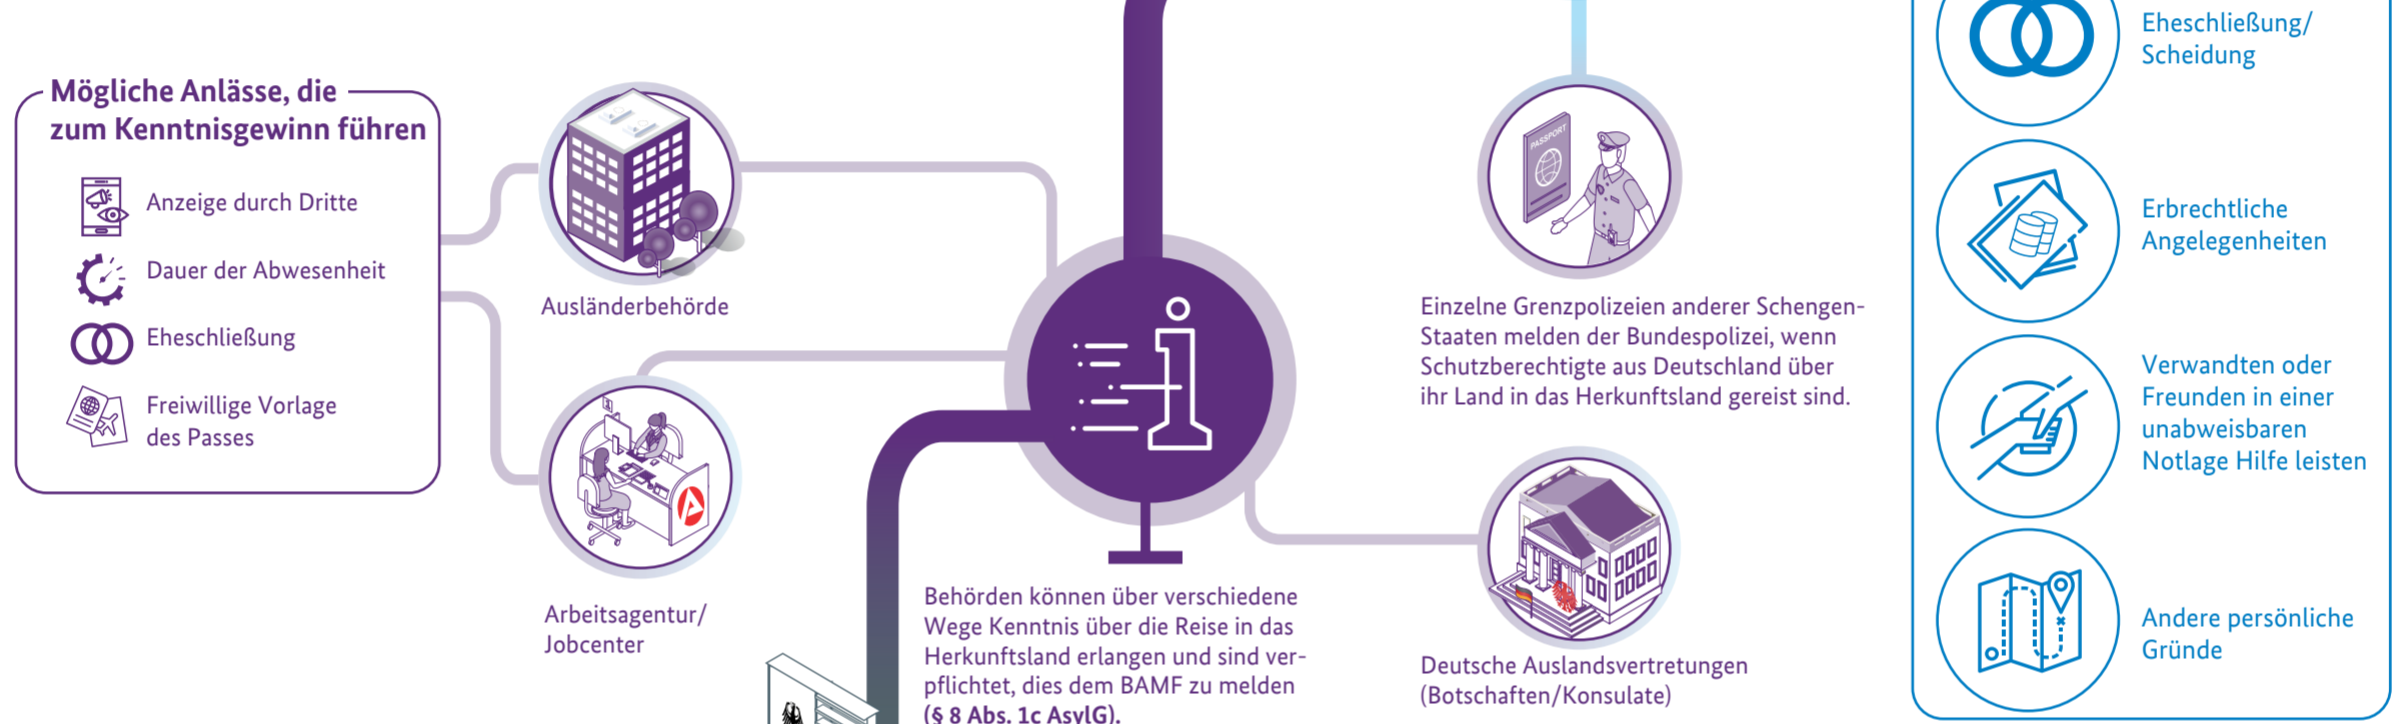 Mögliche Anlässe, die
zum Kenntnisgewinn führen
Anzeige durch Dritte
Dauer der Abwesenheit
Eheschließung
Freiwillige Vorlage
des Passes
Ausländerbehörde
Arbeitsagentur/
Jobcenter
Behörden können über verschiedene
Wege Kenntnis über die Reise in das
Herkunftsland erlangen und sind ver-
pflichtet, dies dem BAMF zu melden
(§ 8 Abs. 1c AsylG).
PASSPORT
Einzelne Grenzpolizeien anderer Schengen-
Staaten melden der Bundespolizei, wenn
Schutzberechtigte aus Deutschland über
ihr Land in das Herkunftsland gereist sind.
Deutsche Auslandsvertretungen
(Botschaften/Konsulate)
Eheschließung/
Scheidung
Erbrechtliche
Angelegenheiten
Verwandten oder
Freunden in einer
unabweisbaren
Notlage Hilfe leisten
Andere persönliche
Gründe